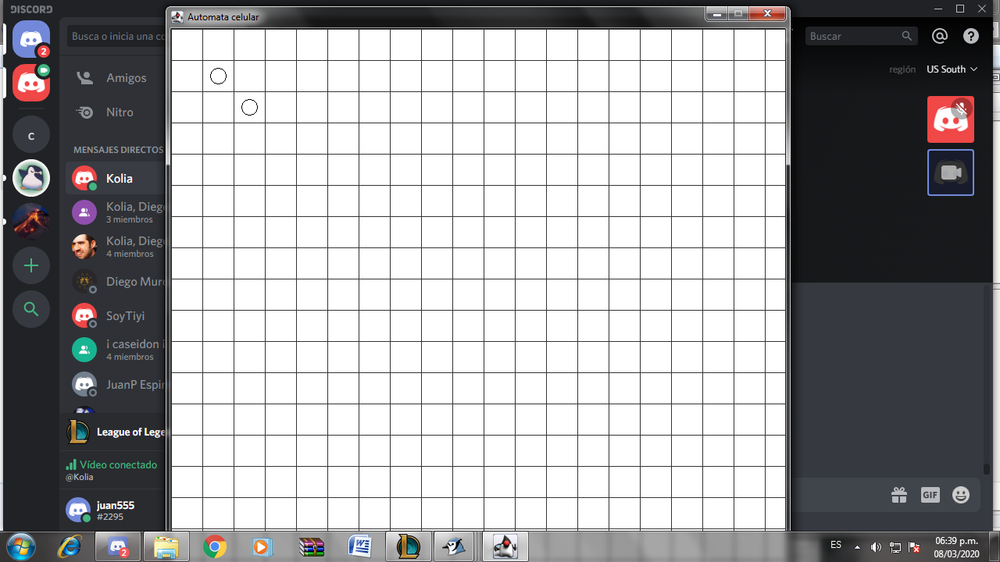 DISCORD
Automata celular
Busca o inicia una co
Buscar
2
Amigos
región
US South
Nitro
c
MENSAJES DIRECTOS
Kolia
Kolia, Dieg
3 miembros
Kolia, Dieg
4 miembros
Diego Muro
SoyTiyi
i caseidon i
4 miembros
JuanP Espir
League of Lege
Vídeo conectado
@Kolia
juan555
#2295
GIF
2
W
ES
06:39 p.m.
08/03/2020